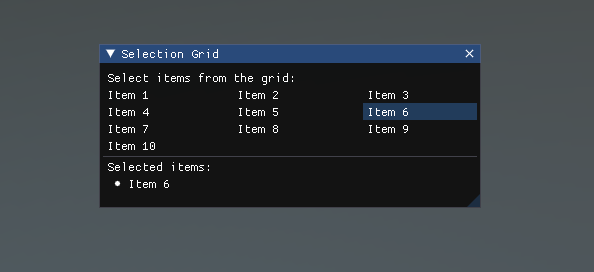 Selection Grid
Select items from the grid:
Item 1 Item 2 Item 3
Item 4 Item 5 Item 6
Item 7 Item 8 Item 9
Item 10
Selected items:
Item 6